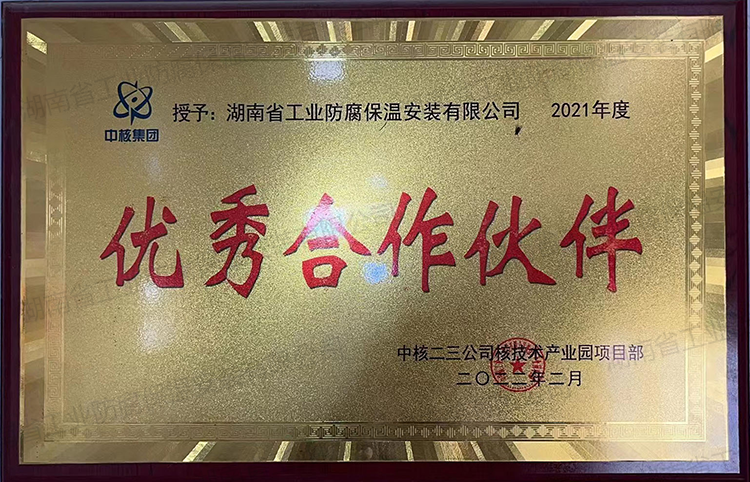 中核集团
授予：湖南省工业防腐保温安装有限公司 2021年度
优秀合作伙伴
中核二三公司核技术产业园项目部
二〇二二年二月